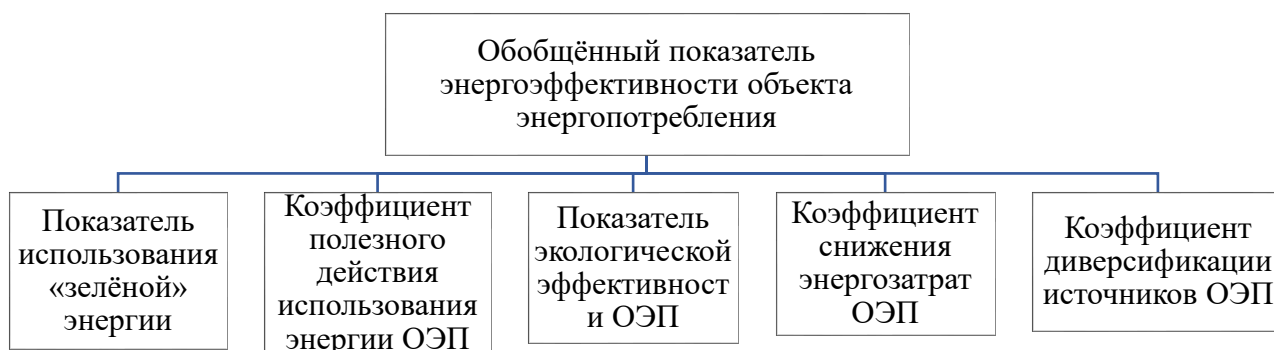 Обобщённый показатель
энергоэффективности объекта
энергопотребления
Показатель
использования
«зелёной»
энергии
Коэффициент
полезного
действия
использования
энергии ОЭП
Показатель
экологической
эффективност
и ОЭП
Коэффициент
снижения
энергозатрат
ОЭП
Коэффициент
диверсификации
источников ОЭП